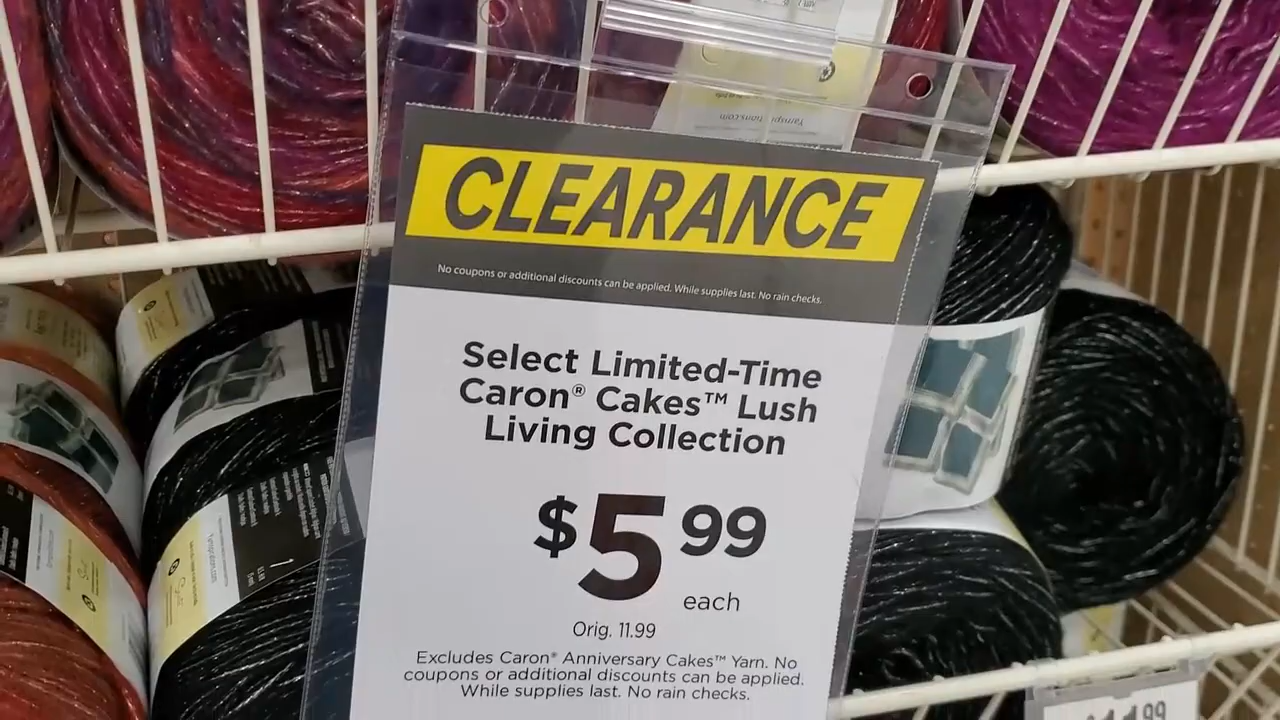 CLEARANCE
No coupons or additional discounts can be applied. While supplies last. No rain checks.
Select Limited-Time
Caron® Cakes™ Lush
Living Collection
$5 99
each
Orig. 11.99
Excludes Caron® Anniversary Cakes™ Yarn. No
coupons or additional discounts can be applied.
While supplies last. No rain checks.